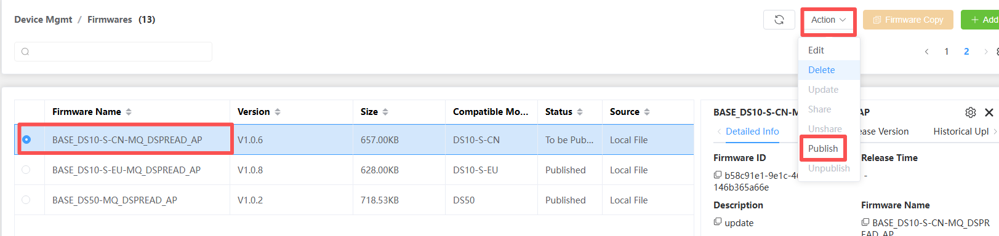 Device Mgmt / Firmwares (13)
Action
Firmware Copy
+ Add
Edit
Delete
Update
Share
Unshare
Publish
Unpublish
1 2
Firmware Name Version Size Compatible Mo... Status Source
BASE_DS10-S-CN-MQ_DSPREAD_AP V1.0.6 657.00KB DS10-S-CN To be Pub... Local File
BASE_DS10-S-EU-MQ_DSPREAD_AP V1.0.8 628.00KB DS10-S-EU Published Local File
BASE_DS50-MQ_DSPREAD_AP V1.0.2 718.53KB DS50 Published Local File
BASE_DS10-S-CN-M AP
Detailed Info ease Version Historical Upl
Firmware ID
b58c91e1-9e1c-4
146b365a66e
Release Time
-
Description
update
Firmware Name
BASE_DS10-S-CN-MQ_DSPR
EAD_AP